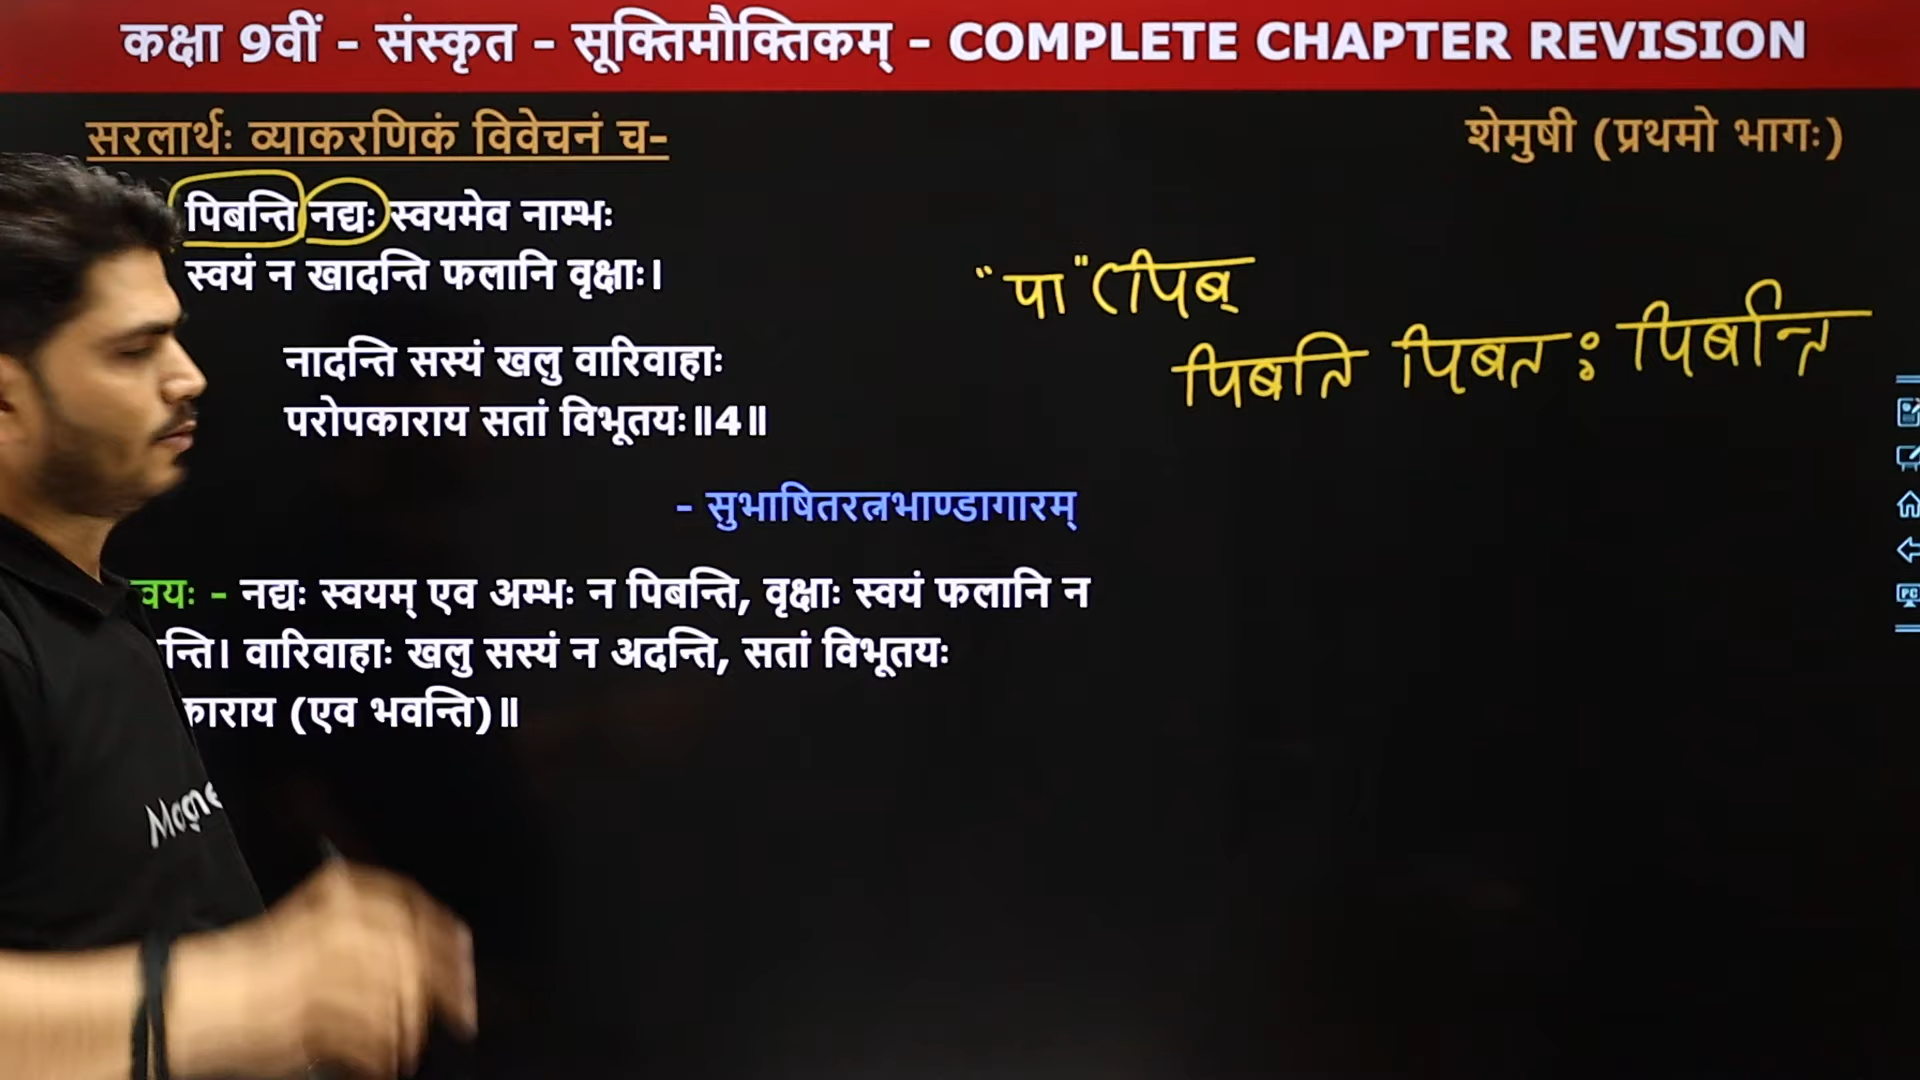 कक्षा 9वीं - संस्कृत - सूक्तिमौक्तिकम् - COMPLETE CHAPTER REVISION
सरलार्थः व्याकरणिकं विवेचनं च-
शेमुषी (प्रथमो भागः)
पिबन्ति नद्यः स्वयमेव नाम्भः
स्वयं न खादन्ति फलानि वृक्षाः।
"पा" (पिब्
पिबति पिबतः पिबन्ति
नादन्ति सस्यं खलु वारिवाहाः
परोपकाराय सतां विभूतयः॥4॥
- सुभाषितरत्नभाण्डागारम्
वयः - नद्यः स्वयम् एव अम्भः न पिबन्ति, वृक्षाः स्वयं फलानि न
न्ति। वारिवाहाः खलु सस्यं न अदन्ति, सतां विभूतयः
काराय (एव भवन्ति)॥
Magne